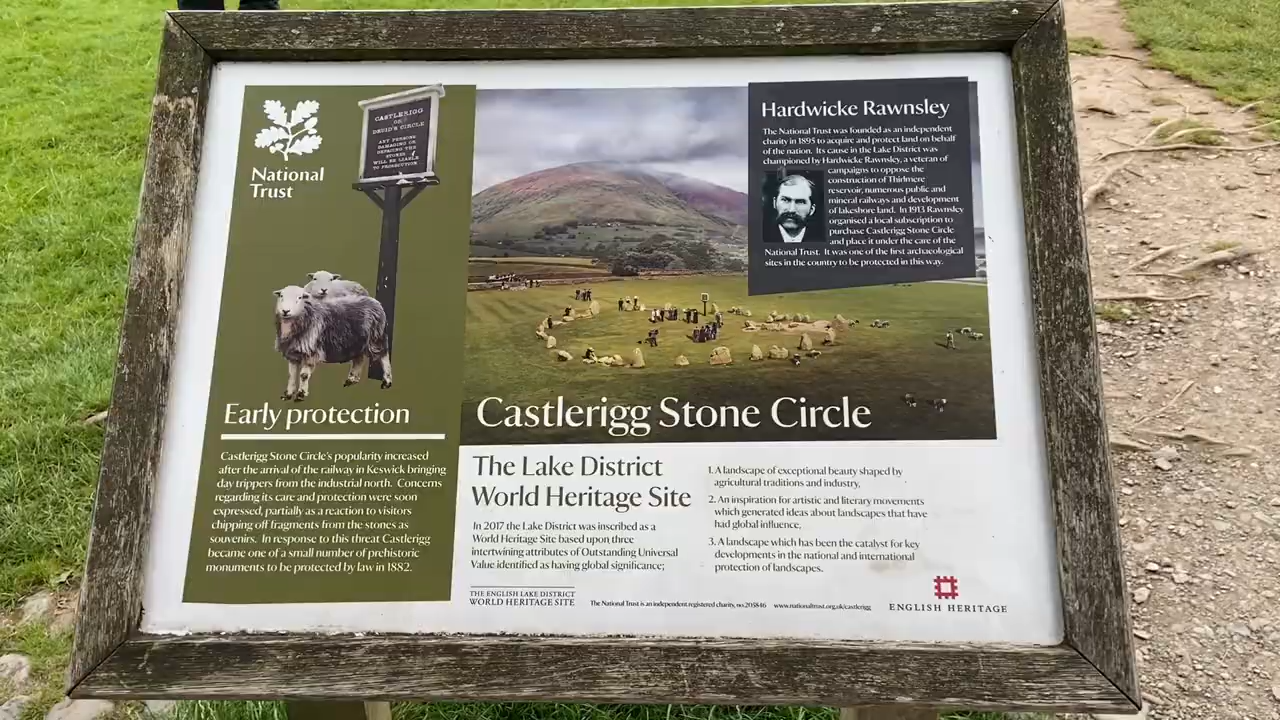 National
Trust
CASTLERIGG
OR
DRUID'S CIRCLE
ANY PERSONS
DAMAGING OR
DEFACING THE
STONES
WILL BE LIABLE
TO PROSECUTION
Early protection
Castlerigg Stone Circle's popularity increased
after the arrival of the railway in Keswick bringing
day trippers from the industrial north. Concerns
regarding its care and protection were soon
expressed, partially as a reaction to visitors
chipping off fragments from the stones as
souvenirs. In response to this threat Castlerigg
became one of a small number of prehistoric
monuments to be protected by law in 1882.
Hardwicke Rawnsley
The National Trust was founded as an independent
charity in 1895 to acquire and protect land on behalf
of the nation. Its cause in the Lake District was
championed by Hardwicke Rawnsley, a veteran of
campaigns to oppose the
construction of Thirlmere
reservoir, numerous public and
mineral railways and development
of lakeshore land. In 1913 Rawnsley
organised a local subscription to
purchase Castlerigg Stone Circle
and place it under the care of the
National Trust. It was one of the first archaeological
sites in the country to be protected in this way.
Castlerigg Stone Circle
The Lake District
World Heritage Site
In 2017 the Lake District was inscribed as a
World Heritage Site based upon three
intertwining attributes of Outstanding Universal
Value identified as having global significance;
1. A landscape of exceptional beauty shaped by
agricultural traditions and industry,
2. An inspiration for artistic and literary movements
which generated ideas about landscapes that have
had global influence,
3. A landscape which has been the catalyst for key
developments in the national and international
protection of landscapes.
THE ENGLISH LAKE DISTRICT
WORLD HERITAGE SITE
The National Trust is an independent registered charity, no.205846 www.nationaltrust.org.uk/castlerigg
ENGLISH HERITAGE